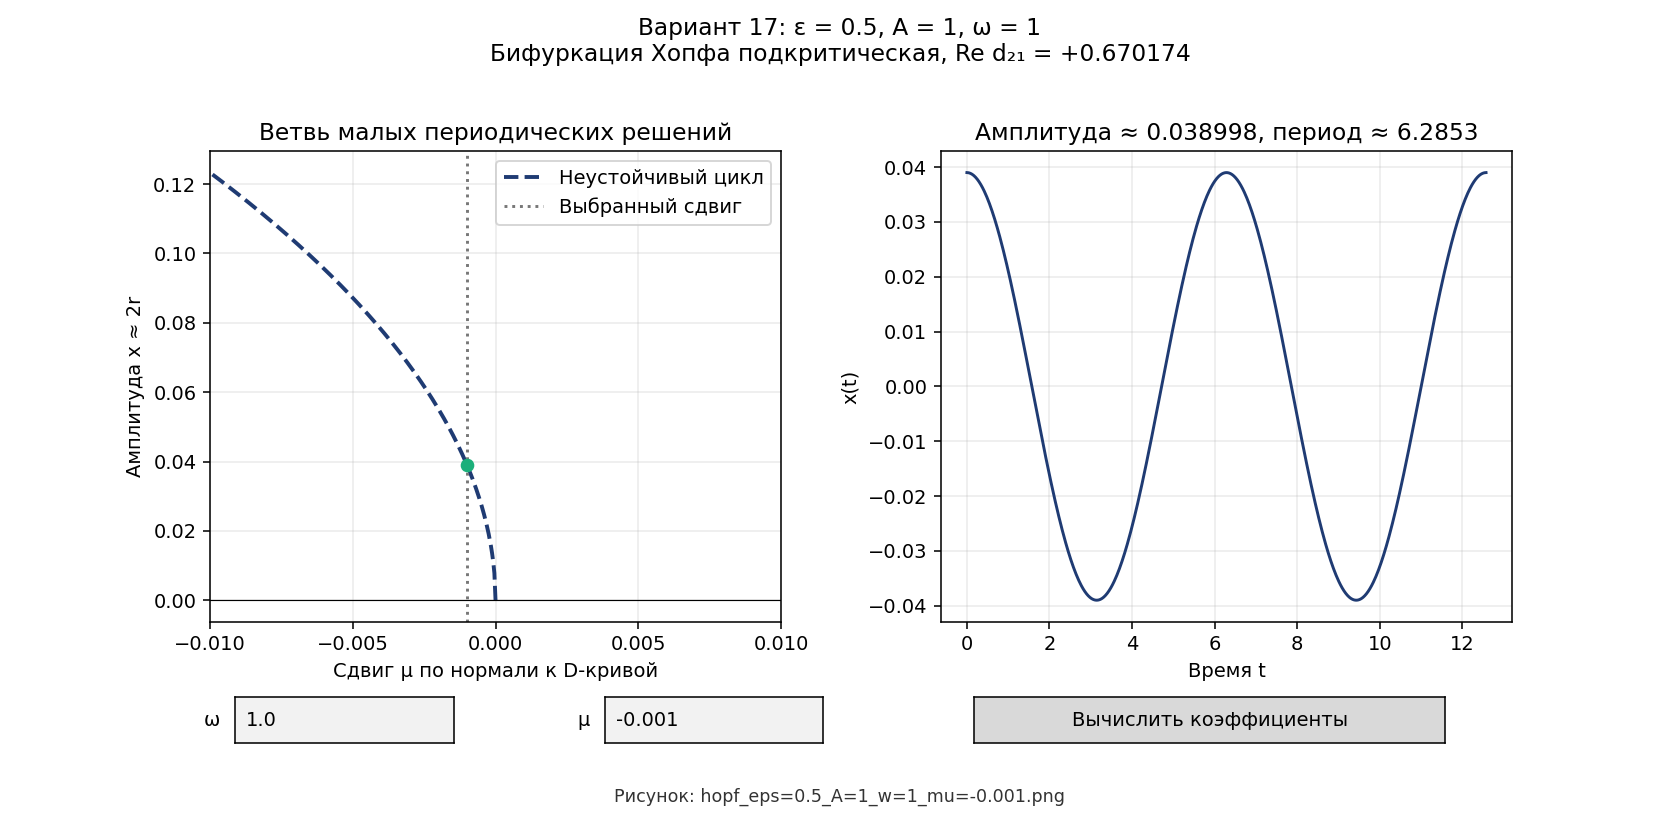 Вариант 17: ε = 0.5, A = 1, ω = 1
Бифуркация Хопфа подкритическая, Re d₂₁ = +0.670174
Ветвь малых периодических решений
Неустойчивый цикл
Выбранный сдвиг
0.12
0.10
0.08
0.06
0.04
0.02
0.00
Амплитуда x ≈ 2r
−0.010
−0.005
0.000
0.005
0.010
Сдвиг μ по нормали к D-кривой
Амплитуда ≈ 0.038998, период ≈ 6.2853
0.04
0.03
0.02
0.01
0.00
−0.01
−0.02
−0.03
−0.04
x(t)
0
2
4
6
8
10
12
Время t
ω
1.0
μ
-0.001
Вычислить коэффициенты
Рисунок: hopf_eps=0.5_A=1_w=1_mu=-0.001.png